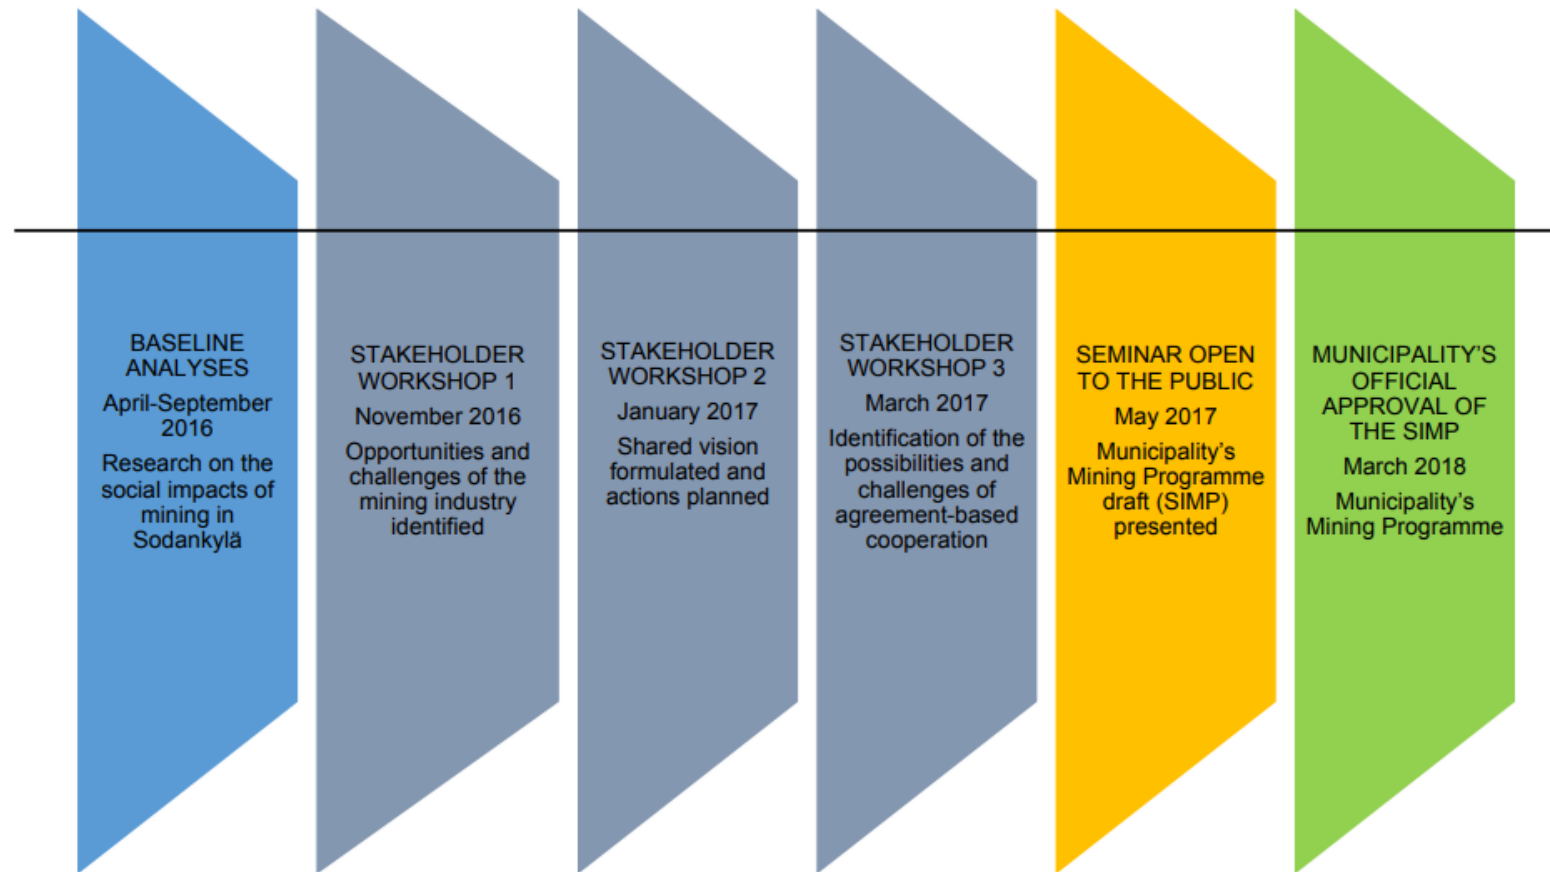 BASELINE
ANALYSES
April-September
2016
Research on the
social impacts of
mining in
Sodankylä
STAKEHOLDER
WORKSHOP 1
November 2016
Opportunities and
challenges of the
mining industry
identified
STAKEHOLDER
WORKSHOP 2
January 2017
Shared vision
formulated and
actions planned
STAKEHOLDER
WORKSHOP 3
March 2017
Identification of the
possibilities and
challenges of
agreement-based
cooperation
SEMINAR OPEN
TO THE PUBLIC
May 2017
Municipality’s
Mining Programme
draft (SIMP)
presented
MUNICIPALITY’S
OFFICIAL
APPROVAL OF
THE SIMP
March 2018
Municipality’s
Mining Programme